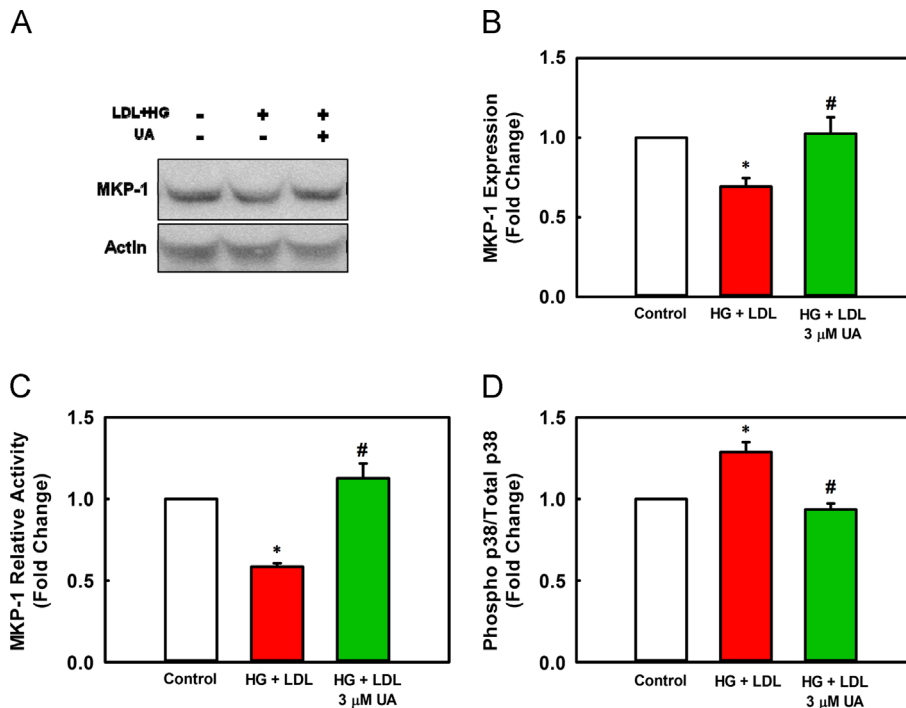 A
LDL+HG - + +
UA - - +
MKP-1
Actin
B
MKP-1 Expression
(Fold Change)
1.5
1.0
0.5
0.0
*
#
Control HG + LDL HG + LDL
3 μM UA
C
MKP-1 Relative Activity
(Fold Change)
1.5
1.0
0.5
0.0
*
#
Control HG + LDL HG + LDL
3 μM UA
D
Phospho p38/Total p38
(Fold Change)
1.5
1.0
0.5
0.0
*
#
Control HG + LDL HG + LDL
3 μM UA